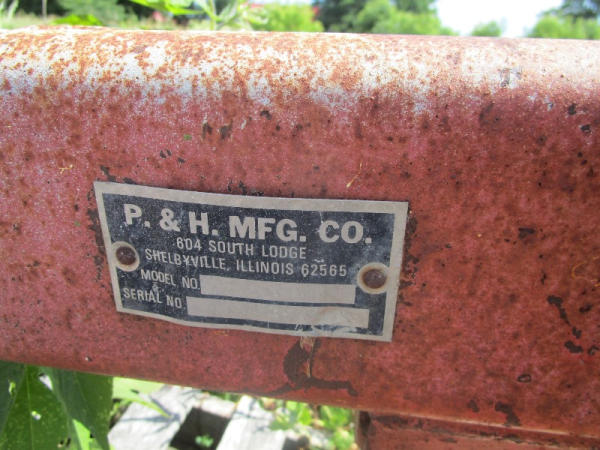 P. & H. MFG. CO.
604 SOUTH LODGE
SHELBYVILLE, ILLINOIS 62565
MODEL NO.
SERIAL NO.